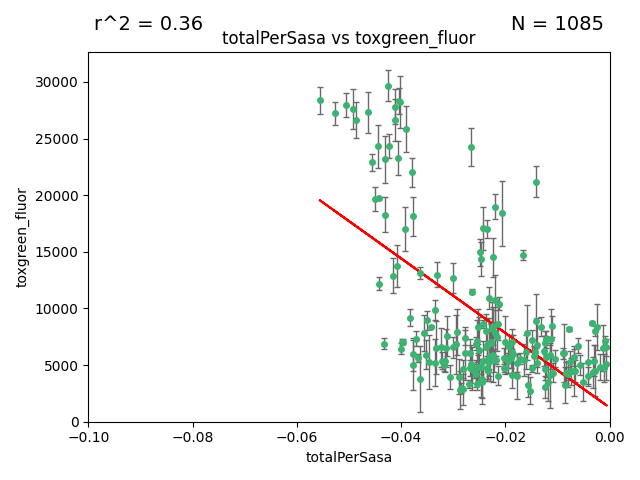 r^2 = 0.36
N = 1085
totalPerSasa vs toxgreen_fluor
30000
25000
20000
15000
10000
5000
0
toxgreen_fluor
−0.10
−0.08
−0.06
−0.04
−0.02
0.00
totalPerSasa